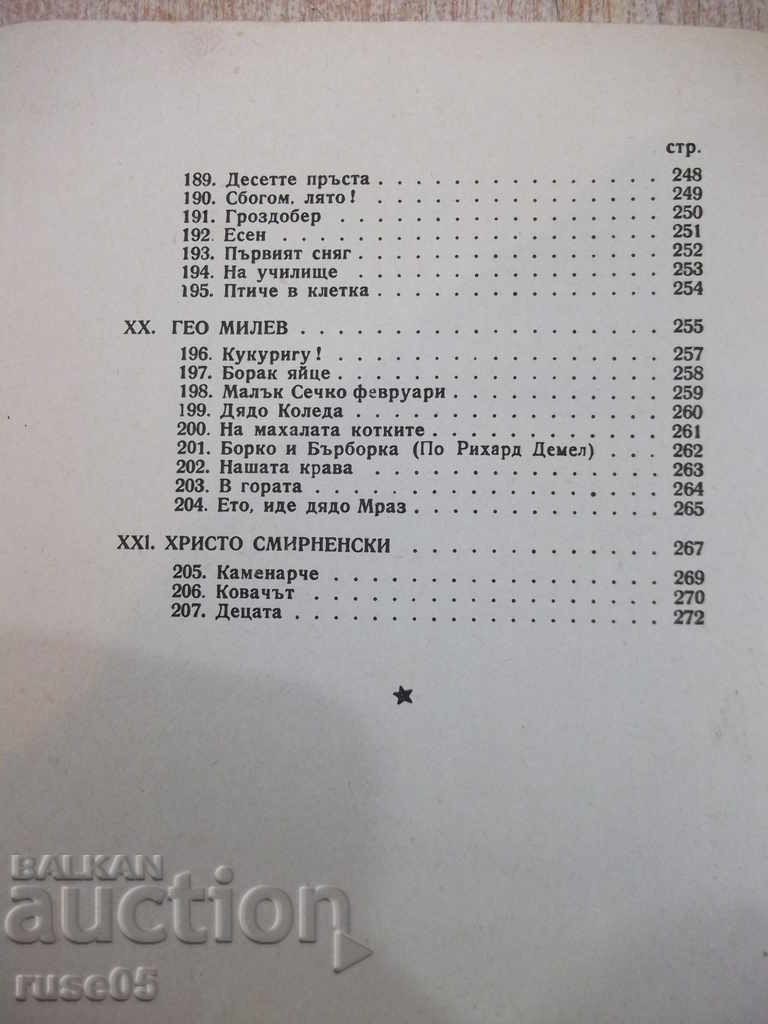 стр.
189. Десетте пръста . . . . . . . . . . . . . . . 248
190. Сбогом, лято! . . . . . . . . . . . . . . . . 249
191. Гроздобер . . . . . . . . . . . . . . . . . 250
192. Есен . . . . . . . . . . . . . . . . . . . . 251
193. Първият сняг . . . . . . . . . . . . . . . . 252
194. На училище . . . . . . . . . . . . . . . . . 253
195. Птиче в клетка . . . . . . . . . . . . . . . 254
XX. ГЕО МИЛЕВ . . . . . . . . . . . . . . . . . . 255
196. Кукуригу! . . . . . . . . . . . . . . . . . 257
197. Борак яйце . . . . . . . . . . . . . . . . . 258
198. Малък Сечко февруари . . . . . . . . . . . 259
199. Дядо Коледа . . . . . . . . . . . . . . . . 260
200. На махалата котките . . . . . . . . . . . . 261
201. Борко и Бърборка (По Рихард Демел) . . . . 262
202. Нашата крава . . . . . . . . . . . . . . . . 263
203. В гората . . . . . . . . . . . . . . . . . . 264
204. Ето, иде дядо Мраз . . . . . . . . . . . . 265
XXI. ХРИСТО СМИРНЕНСКИ . . . . . . . . . . . . . 267
205. Каменарче . . . . . . . . . . . . . . . . . 269
206. Ковачът . . . . . . . . . . . . . . . . . . 270
207. Децата . . . . . . . . . . . . . . . . . . . 272
BALKAN
auction
ruse05